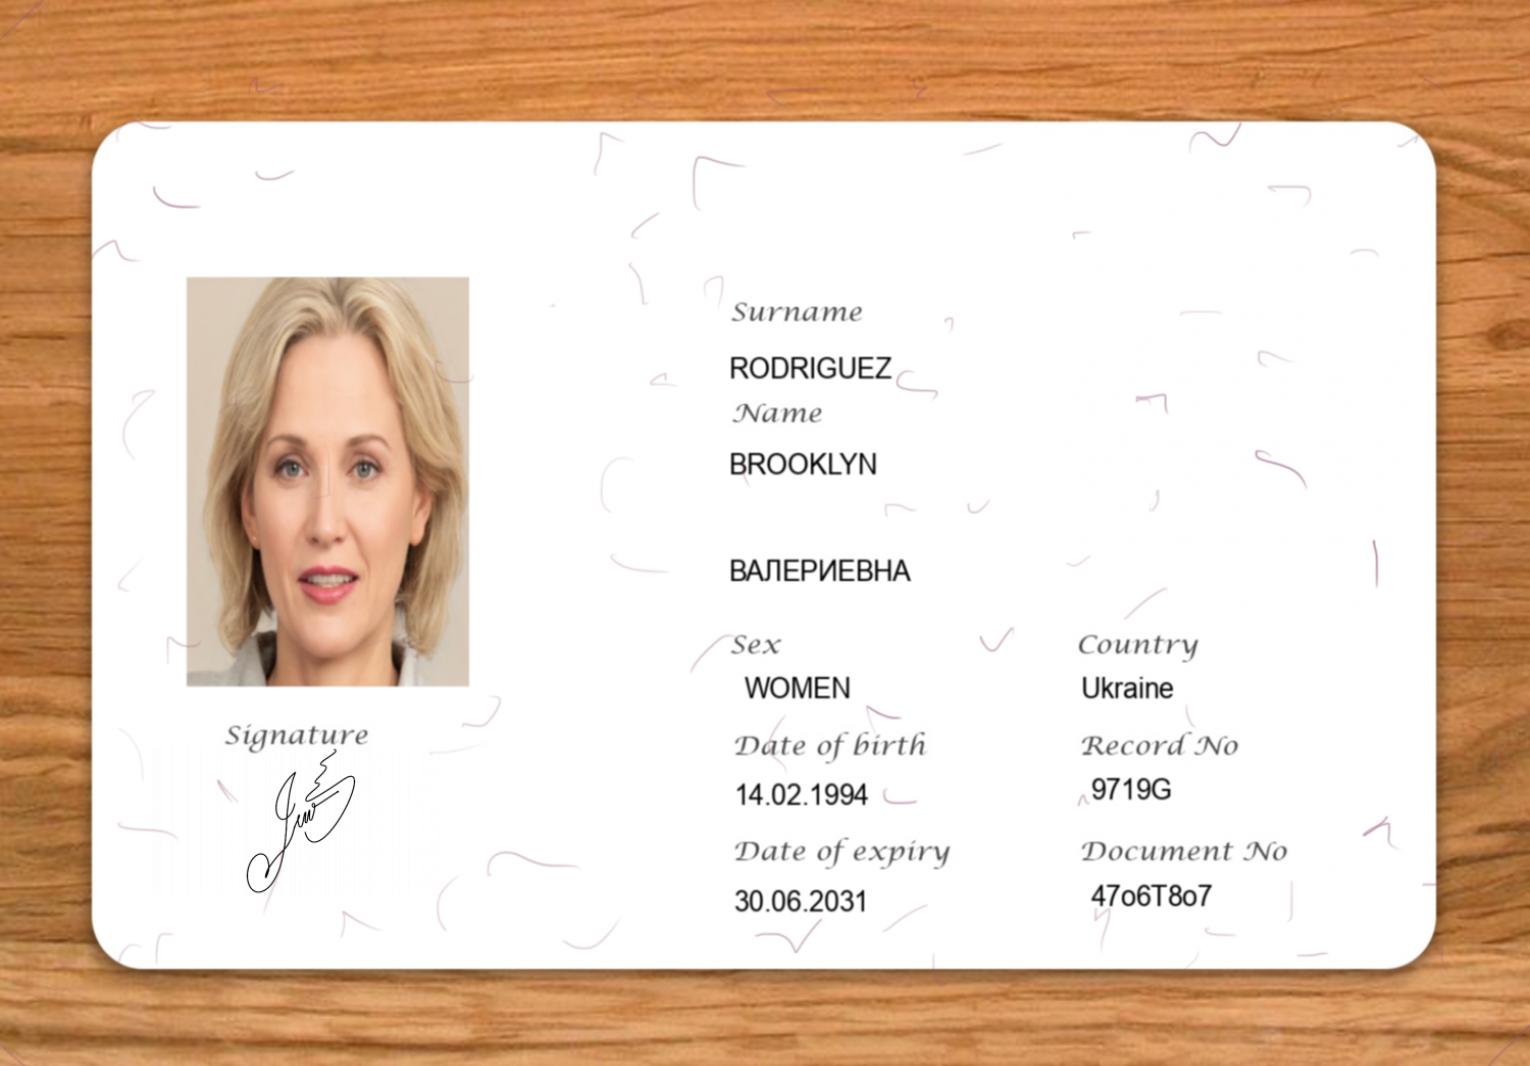 Surname
RODRIGUEZ
Name
BROOKLYN
ВАЛЕРИЕВНА
Sex
WOMEN
Country
Ukraine
Date of birth
14.02.1994
Record No
9719G
Date of expiry
30.06.2031
Document No
47o6T8o7
Signature